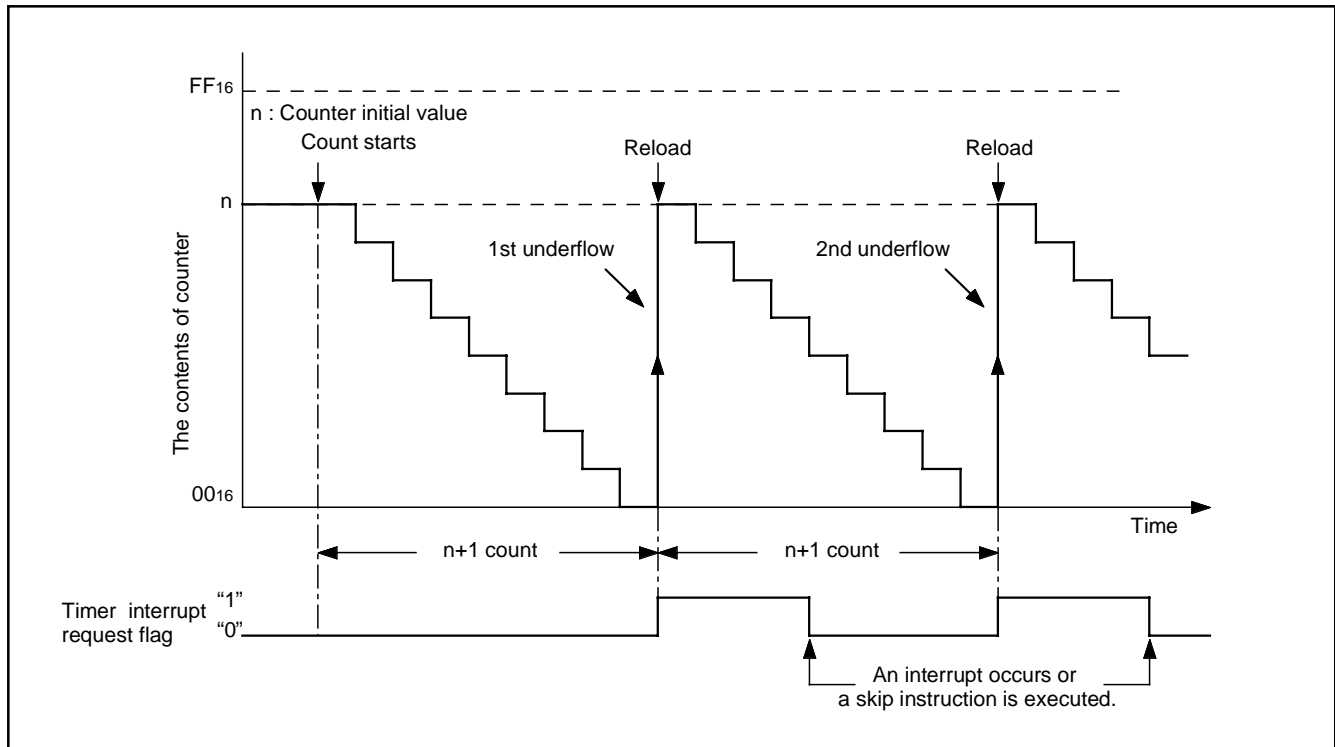 FF16
n : Counter initial value
Count starts
Reload
Reload
n
1st underflow
2nd underflow
The contents of counter
0016
Time
n+1 count
n+1 count
Timer interrupt
request flag
“1”
“0”
An interrupt occurs or
a skip instruction is executed.